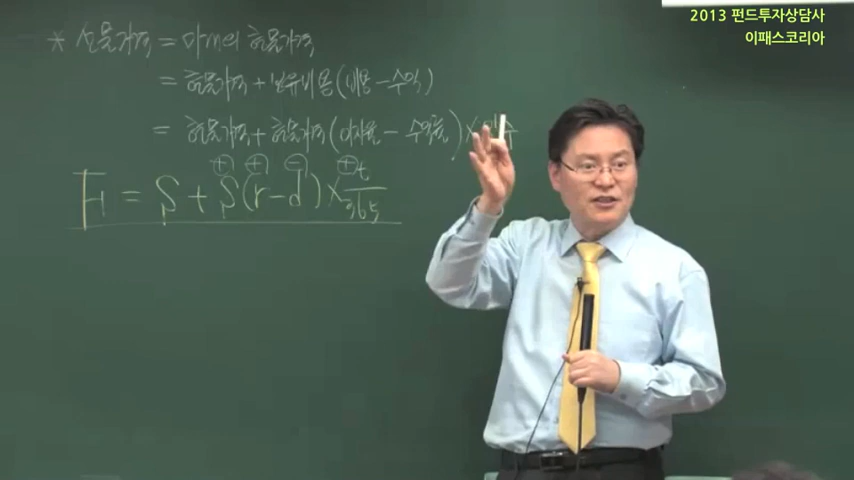 2013 펀드투자상담사
이패스코리아
* 선물가격 = 미래의 현물가격
= 현물가격 + 보유비용(비용 - 수익)
= 현물가격 + 현물가격(이자율 - 수익률) ×
⊕ ⊕ ⊖ ⊕
F = S + S(r-d) × t/365